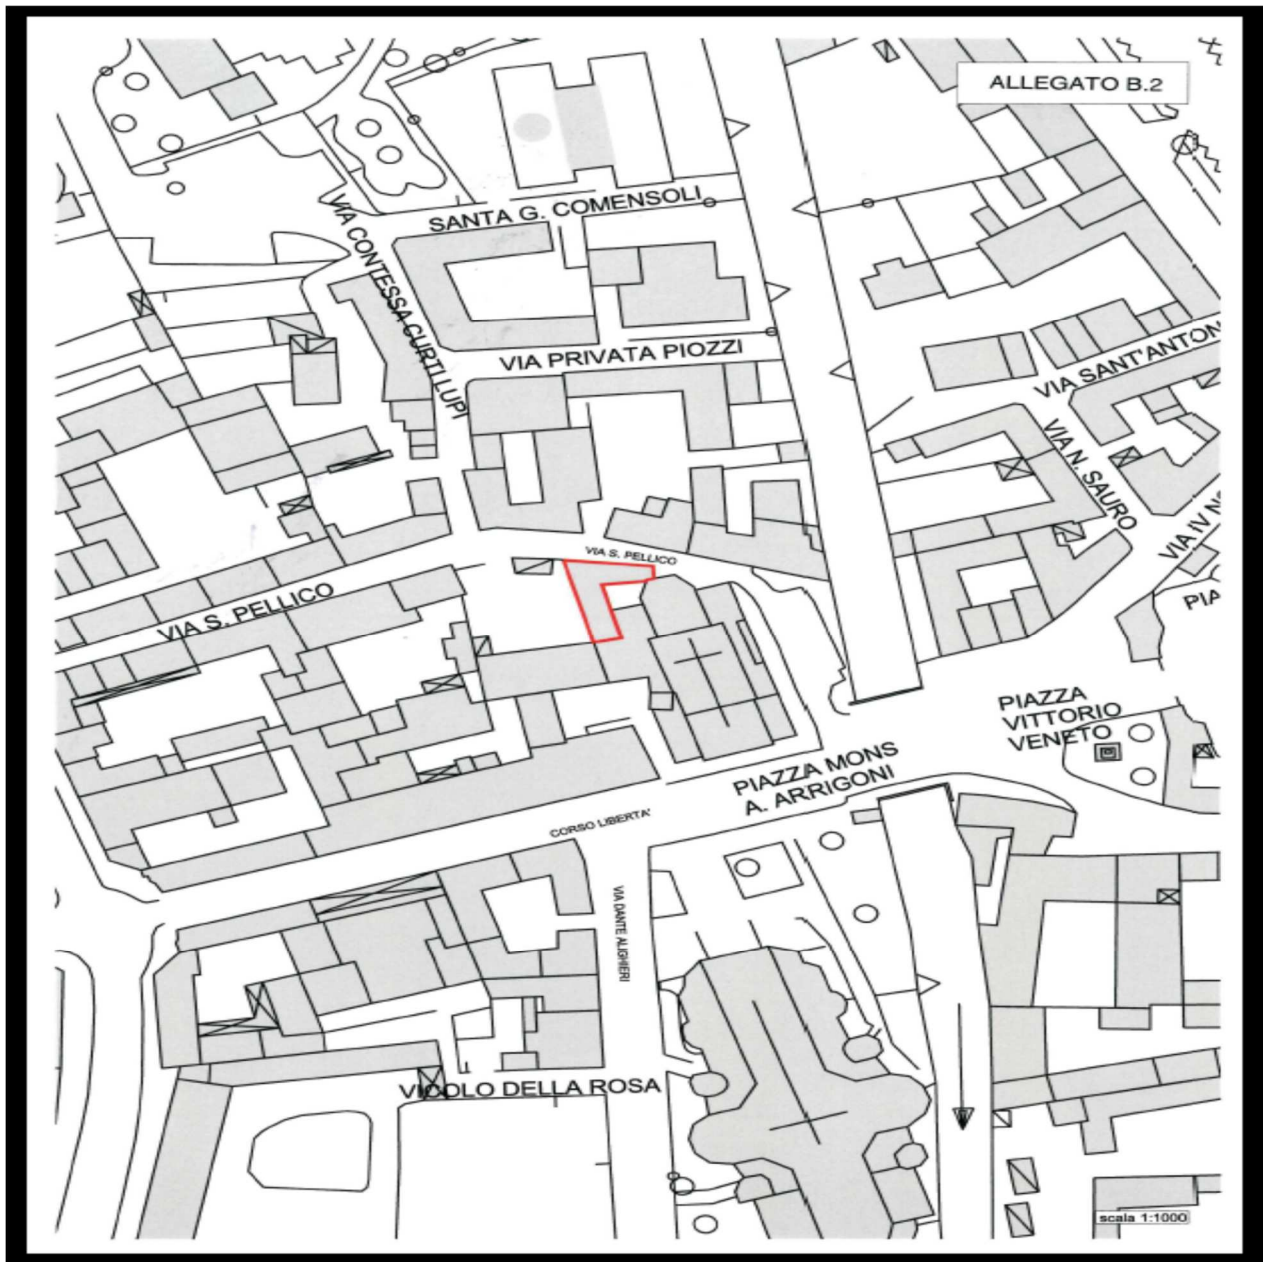 ALLEGATO B.2
SANTA G. COMENSOLI
VIA CONTESSA CURTI LUPI
VIA PRIVATA PIOZZI
VIA SANT'ANTON
VIA N. SAURO
VIA IV N
PIA
VIA S. PELLICO
VIA S. PELLICO
PIAZZA
VITTORIO
VENETO
PIAZZA MONS
A. ARRIGONI
CORSO LIBERTA'
VIA DANTE ALIGHIERI
VICOLO DELLA ROSA
scala 1:1000